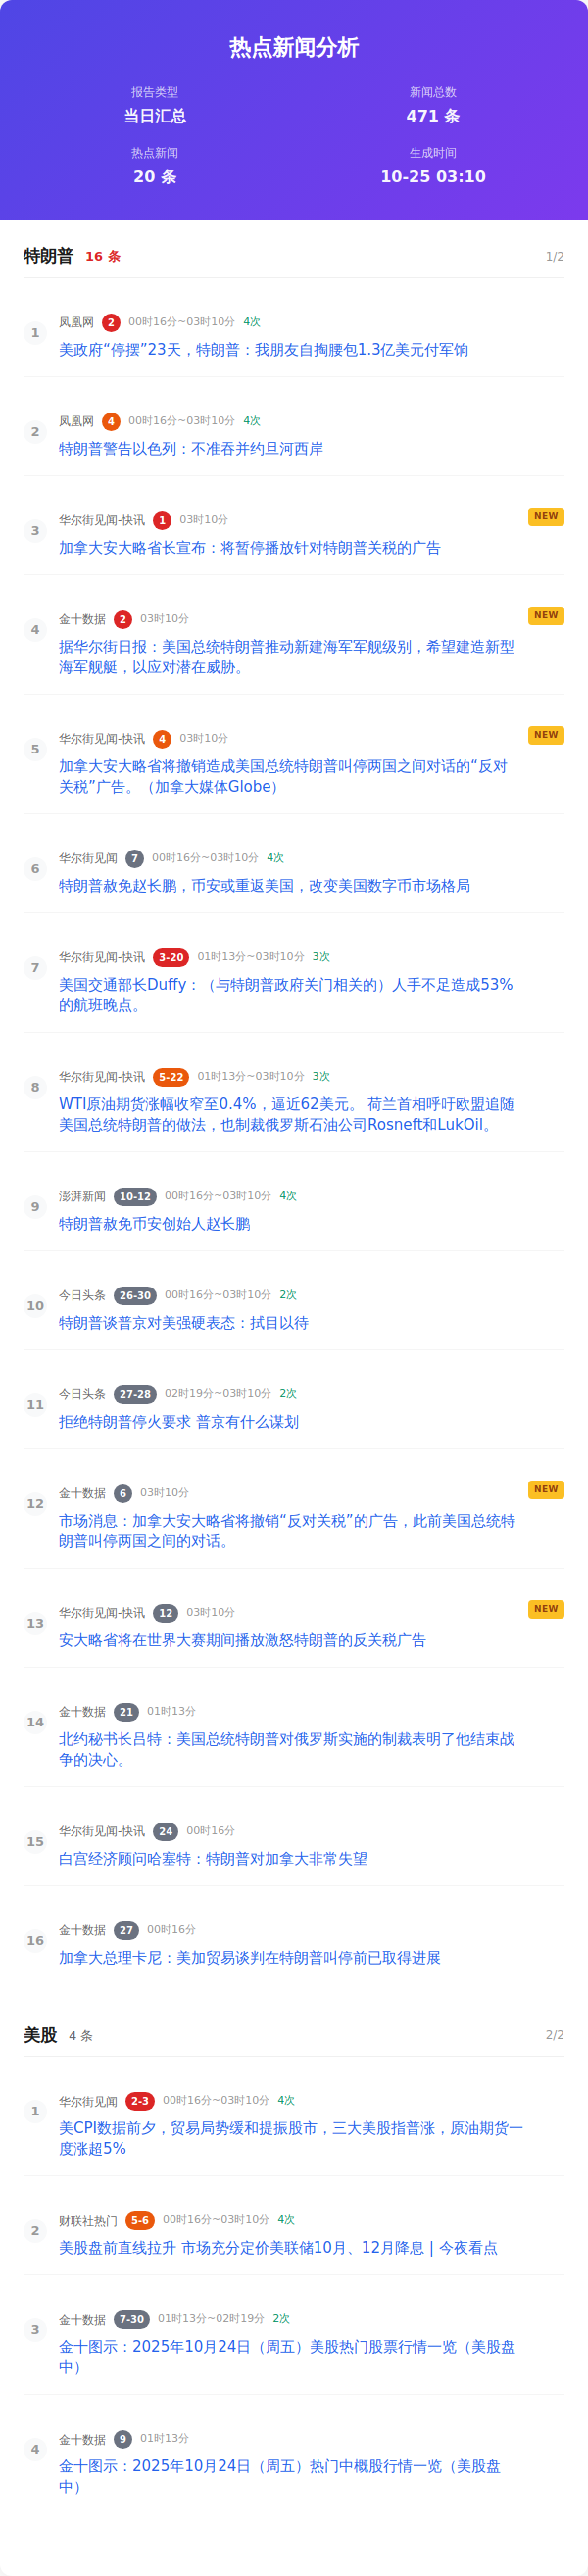 热点新闻分析
报告类型
新闻总数
当日汇总
471 条
热点新闻
生成时间
20 条
10-25 03:10
特朗普 16 条 1/2
1 凤凰网 2 00时16分~03时10分 4次
美政府“停摆”23天，特朗普：我朋友自掏腰包1.3亿美元付军饷
2 凤凰网 4 00时16分~03时10分 4次
特朗普警告以色列：不准吞并约旦河西岸
3 华尔街见闻-快讯 1 03时10分 NEW
加拿大安大略省长宣布：将暂停播放针对特朗普关税的广告
4 金十数据 2 03时10分 NEW
据华尔街日报：美国总统特朗普推动新建海军军舰级别，希望建造新型
海军舰艇，以应对潜在威胁。
5 华尔街见闻-快讯 4 03时10分 NEW
加拿大安大略省将撤销造成美国总统特朗普叫停两国之间对话的“反对
关税”广告。（加拿大媒体Globe）
6 华尔街见闻 7 00时16分~03时10分 4次
特朗普赦免赵长鹏，币安或重返美国，改变美国数字币市场格局
7 华尔街见闻-快讯 3-20 01时13分~03时10分 3次
美国交通部长Duffy：（与特朗普政府关门相关的）人手不足造成53%
的航班晚点。
8 华尔街见闻-快讯 5-22 01时13分~03时10分 3次
WTI原油期货涨幅收窄至0.4%，逼近62美元。 荷兰首相呼吁欧盟追随
美国总统特朗普的做法，也制裁俄罗斯石油公司Rosneft和LukOil。
9 澎湃新闻 10-12 00时16分~03时10分 4次
特朗普赦免币安创始人赵长鹏
10 今日头条 26-30 00时16分~03时10分 2次
特朗普谈普京对美强硬表态：拭目以待
11 今日头条 27-28 02时19分~03时10分 2次
拒绝特朗普停火要求 普京有什么谋划
12 金十数据 6 03时10分 NEW
市场消息：加拿大安大略省将撤销“反对关税”的广告，此前美国总统特
朗普叫停两国之间的对话。
13 华尔街见闻-快讯 12 03时10分 NEW
安大略省将在世界大赛期间播放激怒特朗普的反关税广告
14 金十数据 21 01时13分
北约秘书长吕特：美国总统特朗普对俄罗斯实施的制裁表明了他结束战
争的决心。
15 华尔街见闻-快讯 24 00时16分
白宫经济顾问哈塞特：特朗普对加拿大非常失望
16 金十数据 27 00时16分
加拿大总理卡尼：美加贸易谈判在特朗普叫停前已取得进展
美股 4 条 2/2
1 华尔街见闻 2-3 00时16分~03时10分 4次
美CPI数据前夕，贸易局势缓和提振股市，三大美股指普涨，原油期货一
度涨超5%
2 财联社热门 5-6 00时16分~03时10分 4次
美股盘前直线拉升 市场充分定价美联储10月、12月降息 | 今夜看点
3 金十数据 7-30 01时13分~02时19分 2次
金十图示：2025年10月24日（周五）美股热门股票行情一览（美股盘
中）
4 金十数据 9 01时13分
金十图示：2025年10月24日（周五）热门中概股行情一览（美股盘
中）